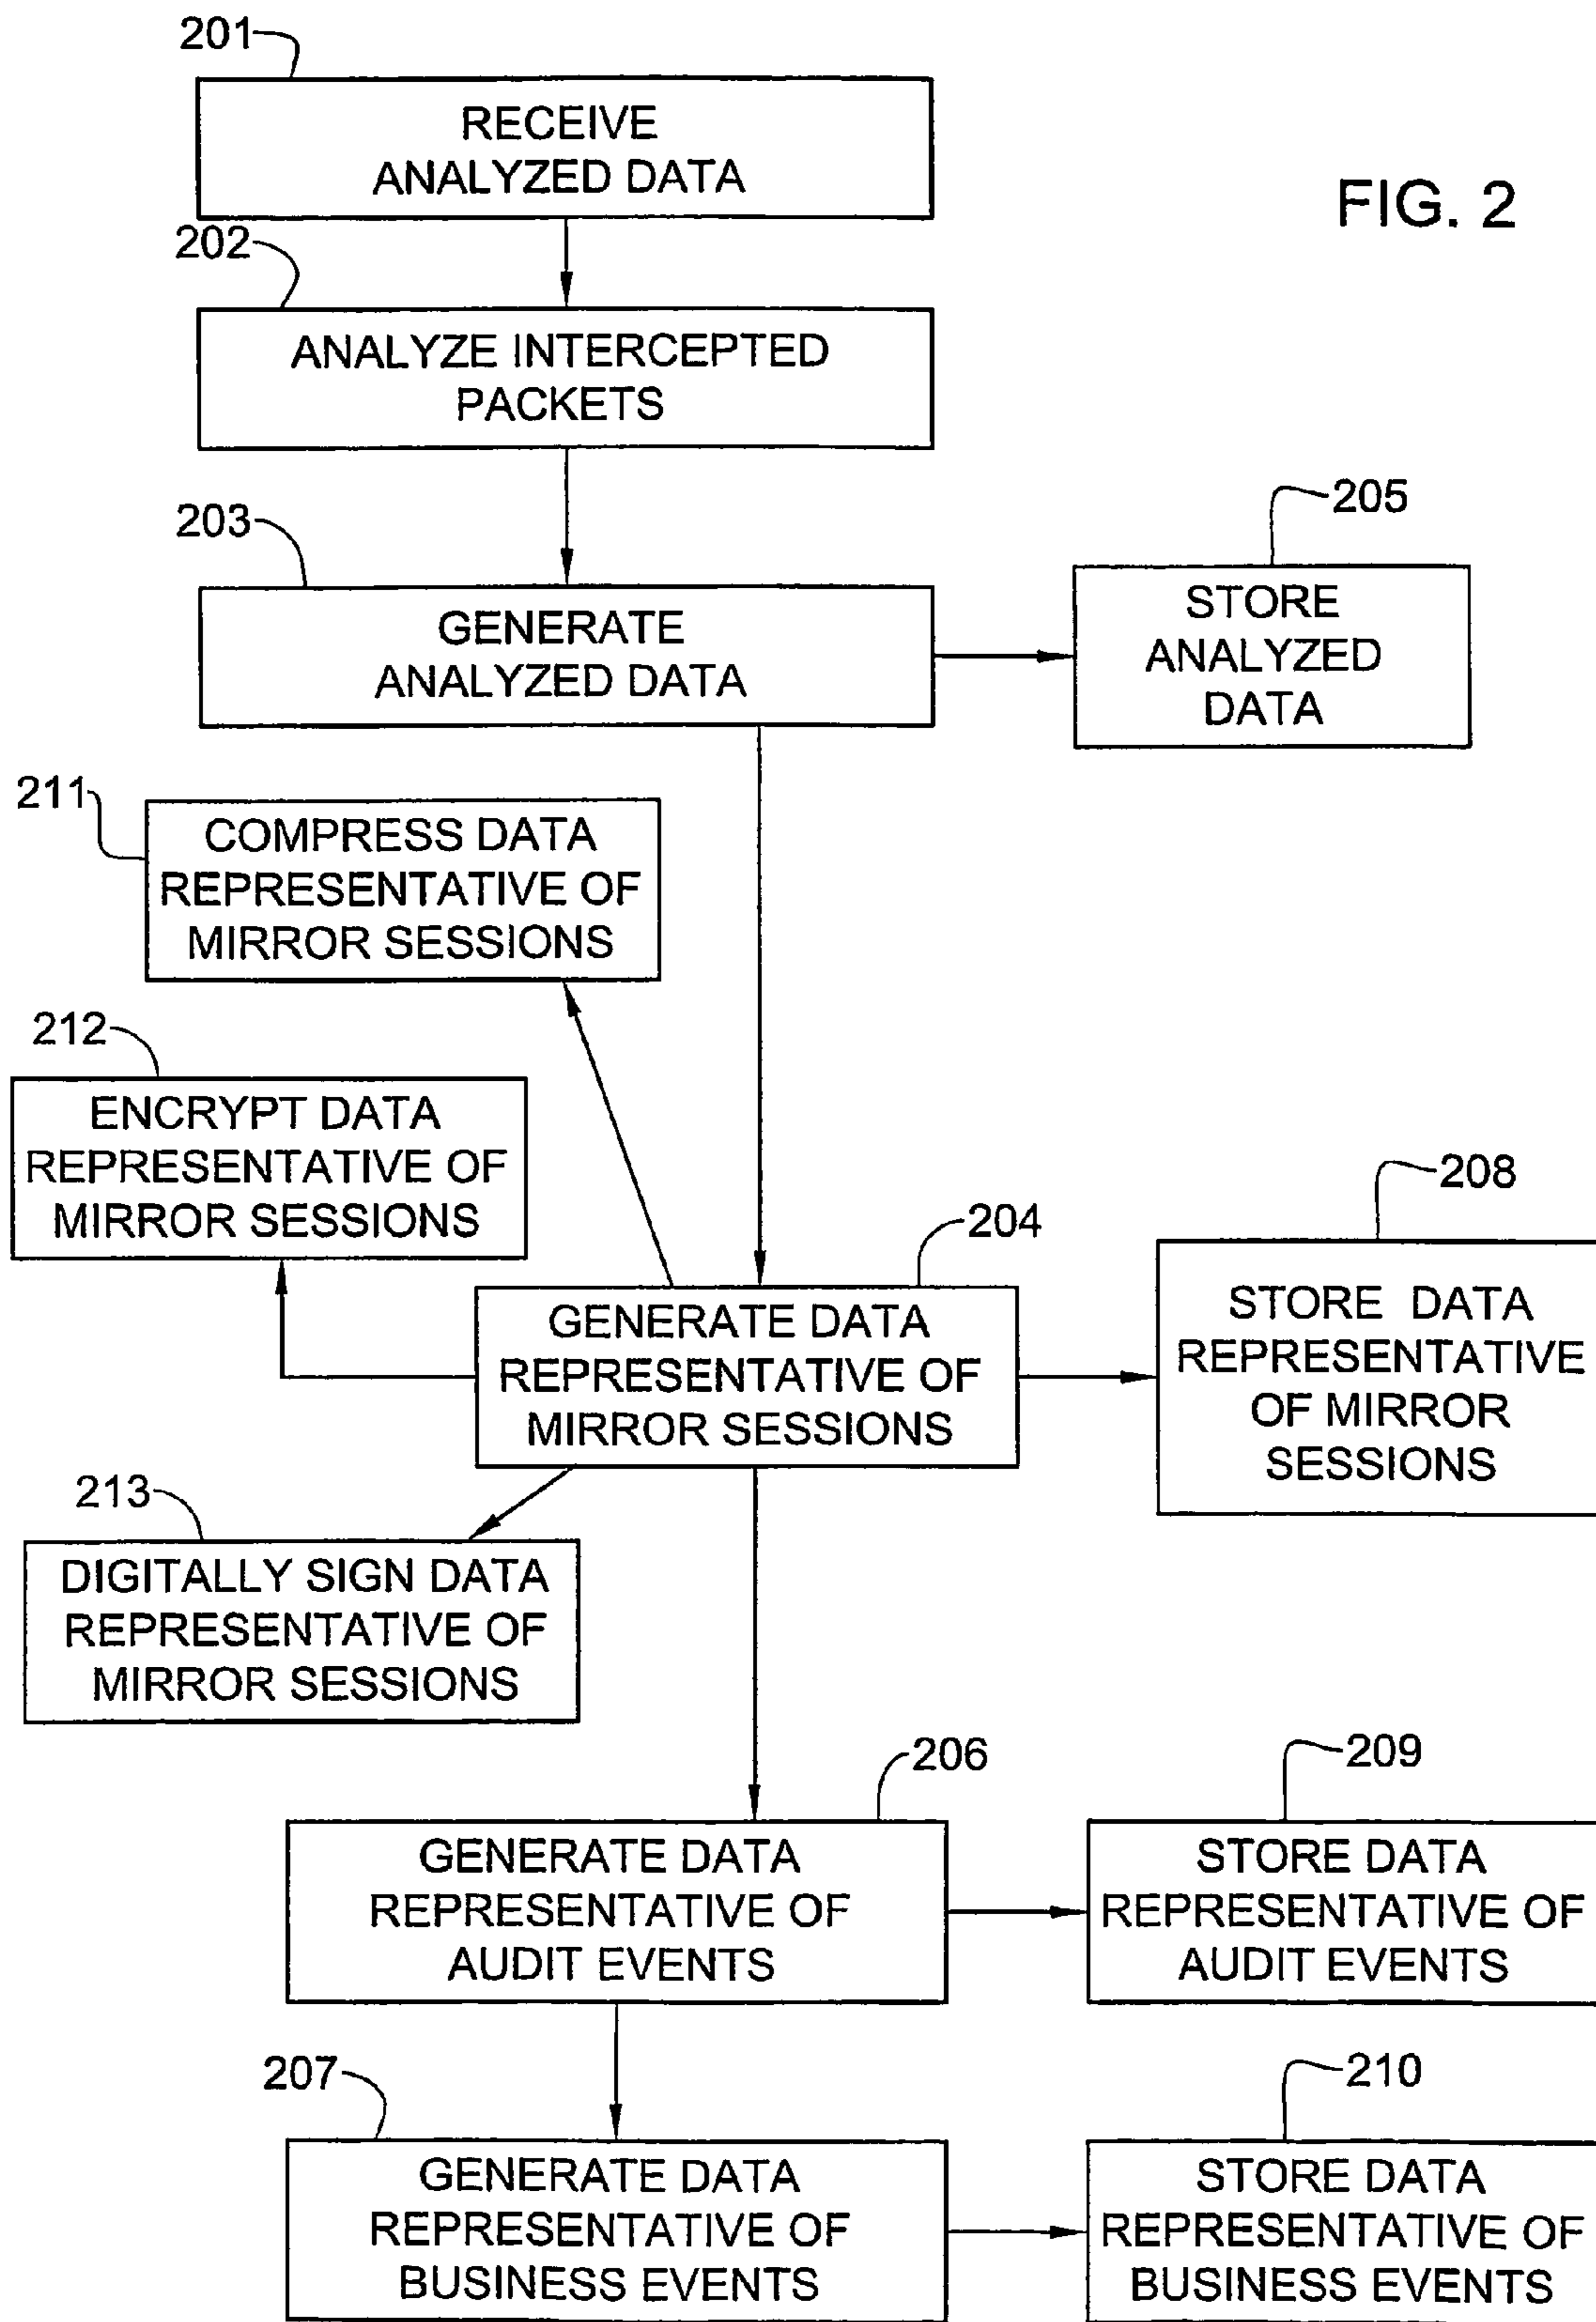 201
RECEIVE
ANALYZED DATA
FIG. 2
202
ANALYZE INTERCEPTED
PACKETS
203
GENERATE
ANALYZED DATA
205
STORE
ANALYZED
DATA
211
COMPRESS DATA
REPRESENTATIVE OF
MIRROR SESSIONS
212
ENCRYPT DATA
REPRESENTATIVE OF
MIRROR SESSIONS
204
GENERATE DATA
REPRESENTATIVE OF
MIRROR SESSIONS
208
STORE DATA
REPRESENTATIVE
OF MIRROR
SESSIONS
213
DIGITALLY SIGN DATA
REPRESENTATIVE OF
MIRROR SESSIONS
206
GENERATE DATA
REPRESENTATIVE OF
AUDIT EVENTS
209
STORE DATA
REPRESENTATIVE OF
AUDIT EVENTS
207
GENERATE DATA
REPRESENTATIVE OF
BUSINESS EVENTS
210
STORE DATA
REPRESENTATIVE OF
BUSINESS EVENTS